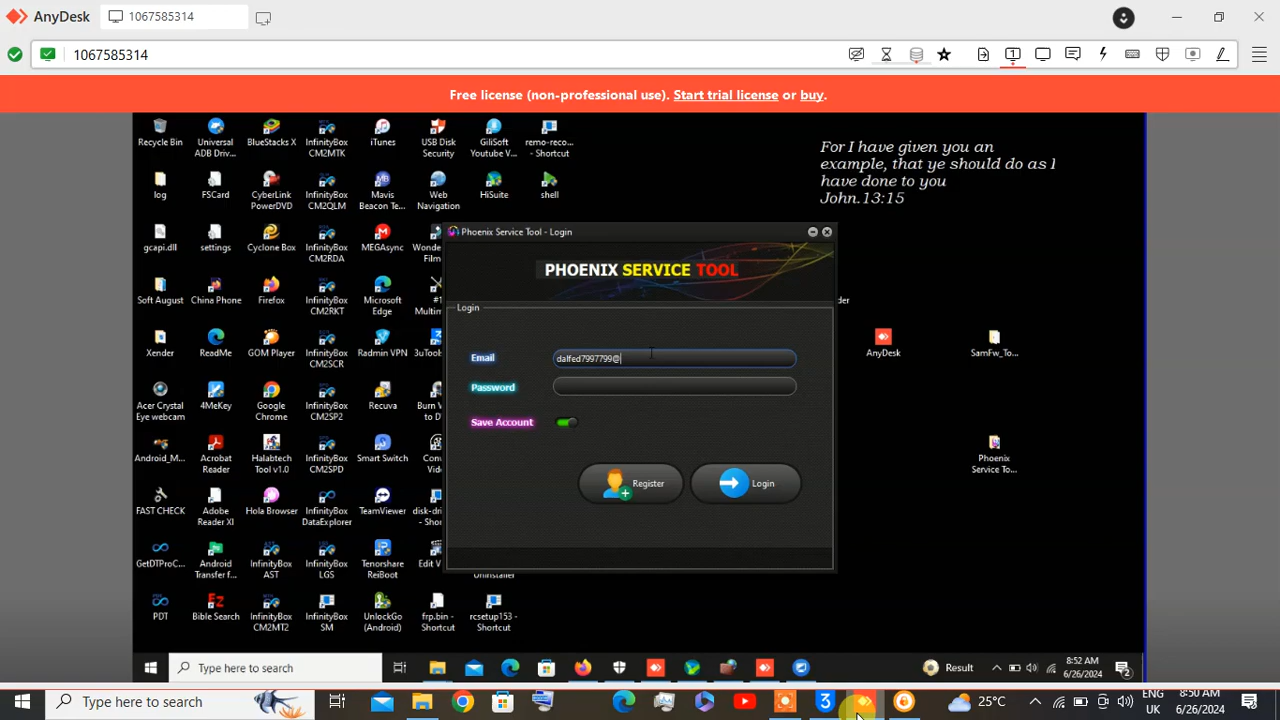 AnyDesk
1067585314
1067585314
Free license (non-professional use). Start trial license or buy.
Recycle Bin
Universal ADB Driv...
BlueStacks X
InfinityBox CM2MTK
iTunes
USB Disk Security
GiliSoft Youtube V...
remo-reco... - Shortcut
For I have given you an
example, that ye should do as I
have done to you
John.13:15
log
FSCard
CyberLink PowerDVD
InfinityBox CM2QLM
Mavis Beacon Te...
Web Navigation
HiSuite
shell
gcapi.dll
settings
Cyclone Box
InfinityBox CM2RDA
MEGAsync
Phoenix Service Tool - Login
PHOENIX SERVICE TOOL
Soft August
China Phone
Firefox
InfinityBox CM2RKT
Microsoft Edge
Login
Xender
ReadMe
GOM Player
InfinityBox CM2SCR
Radmin VPN
Email
dalfed7997799@
AnyDesk
SamFw_To...
Acer Crystal Eye webcam
4MeKey
Google Chrome
InfinityBox CM2SP2
Recuva
Password
Save Account
Android_M...
Acrobat Reader
Halabtech Tool v1.0
InfinityBox CM2SPD
Smart Switch
Phoenix Service To...
Register
Login
FAST CHECK
Adobe Reader XI
Hola Browser
InfinityBox DataExplorer
TeamViewer
disk-dri... - Shortcut
GetDTProC...
Android Transfer f...
InfinityBox AST
InfinityBox LGS
Tenorshare ReiBoot
Uninstaller
PDT
Bible Search
InfinityBox CM2MT2
InfinityBox SM
UnlockGo (Android)
frp.bin - Shortcut
rcsetup153 - Shortcut
Type here to search
Result
8:52 AM
6/26/2024
2
Type here to search
25°C
ENG
UK
8:50 AM
6/26/2024